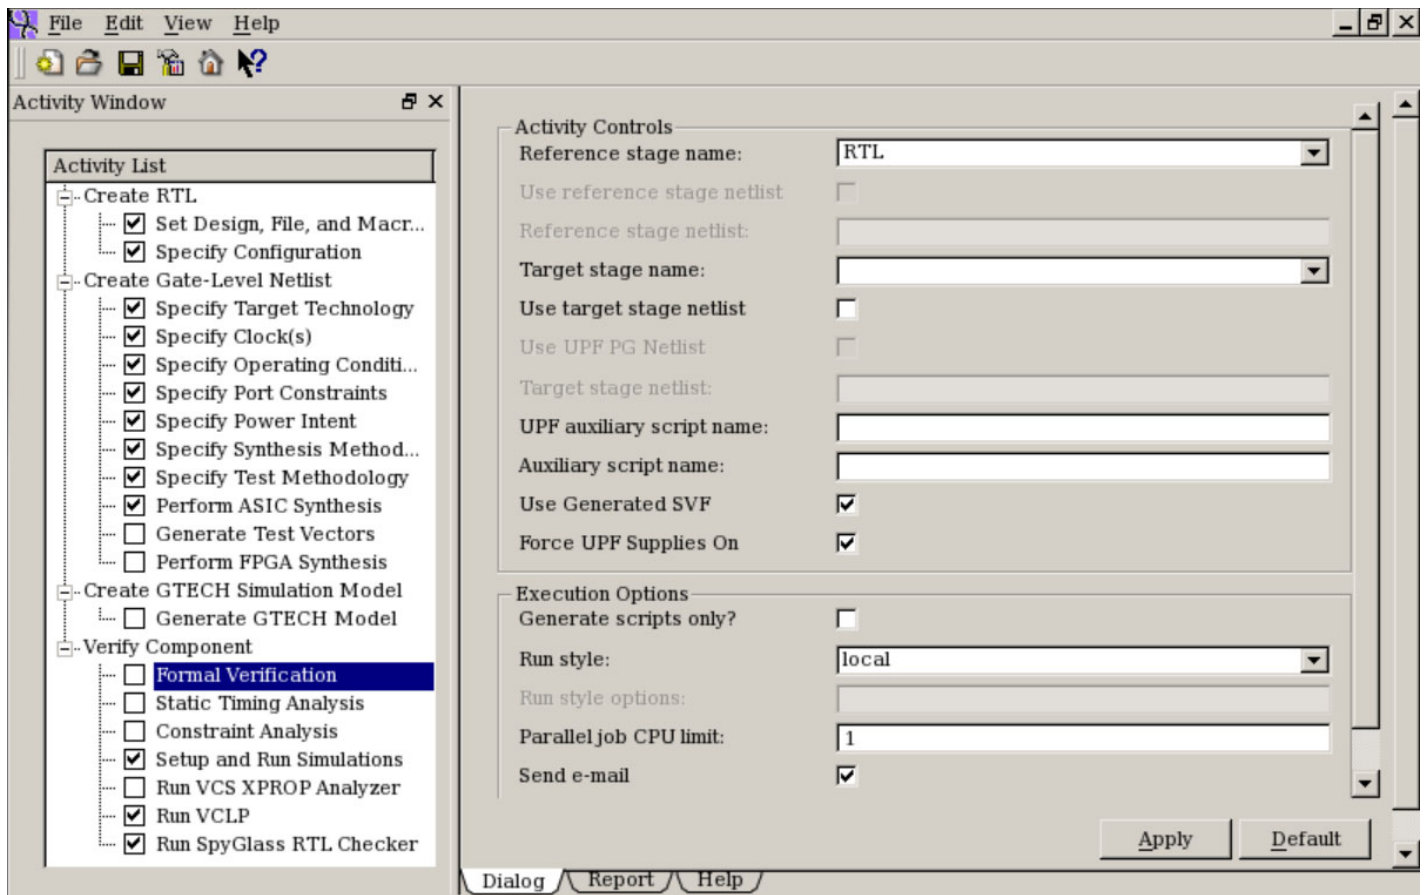 File Edit View Help
Activity Window
Activity List
Create RTL
Set Design, File, and Macr...
Specify Configuration
Create Gate-Level Netlist
Specify Target Technology
Specify Clock(s)
Specify Operating Conditi...
Specify Port Constraints
Specify Power Intent
Specify Synthesis Method...
Specify Test Methodology
Perform ASIC Synthesis
Generate Test Vectors
Perform FPGA Synthesis
Create GTECH Simulation Model
Generate GTECH Model
Verify Component
Formal Verification
Static Timing Analysis
Constraint Analysis
Setup and Run Simulations
Run VCS XPROP Analyzer
Run VCLP
Run SpyGlass RTL Checker
Activity Controls
Reference stage name: RTL
Use reference stage netlist
Reference stage netlist:
Target stage name:
Use target stage netlist
Use UPF PG Netlist
Target stage netlist:
UPF auxiliary script name:
Auxiliary script name:
Use Generated SVF
Force UPF Supplies On
Execution Options
Generate scripts only?
Run style: local
Run style options:
Parallel job CPU limit: 1
Send e-mail
Apply Default
Dialog Report Help